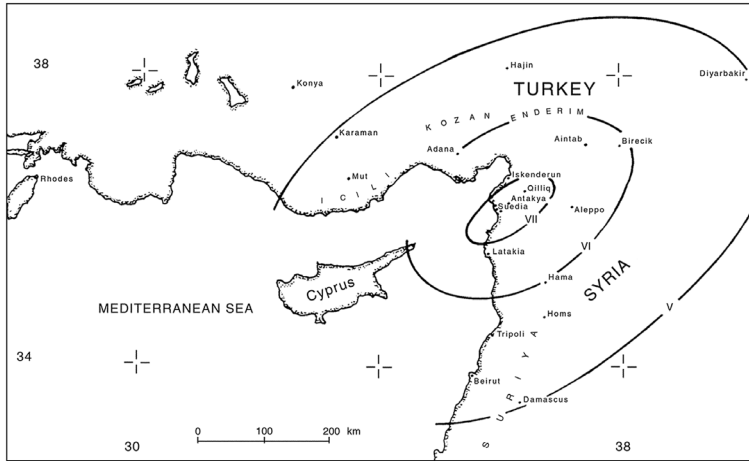 38
Hajin
Diyarbakir
Konya
TURKEY
KOZAN ENDERIM
Karaman
Adana
Aintab
Birecik
Mut
ICILI
Iskenderun
Rhodes
Qilliq
Antakya
Suedia
Aleppo
VII
Latakia
VI
Hama
SYRIA
Cyprus
MEDITERRANEAN SEA
Homs
V
Tripoli
34
Beirut
SURIYA
Damascus
0 100 200 km
30
38